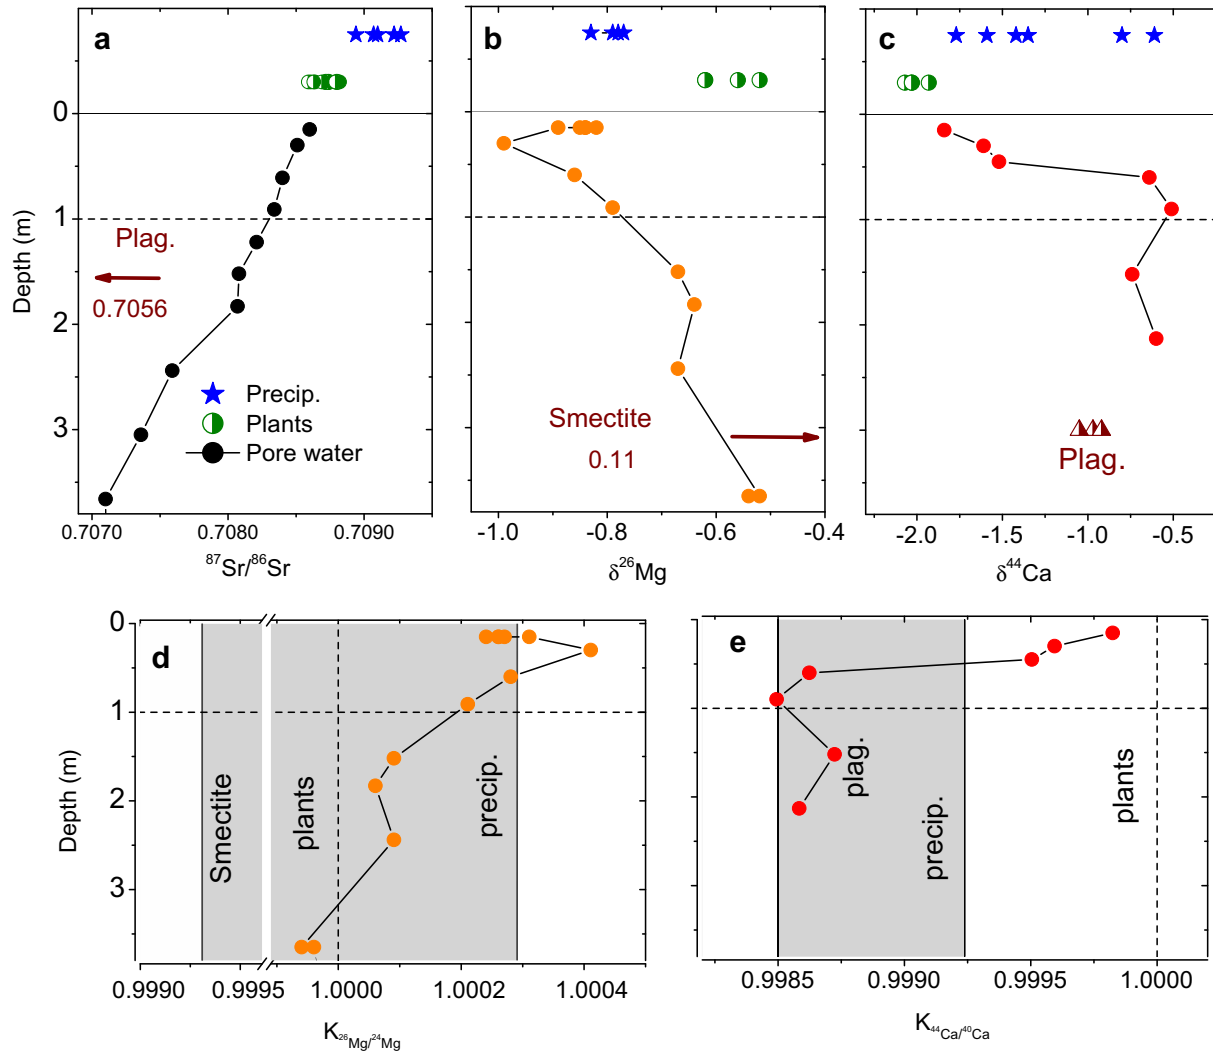 a
b
c
0
1
2
3
Depth (m)
Plag.
0.7056
Precip.
Plants
Pore water
Smectite
0.11
Plag.
0.7070
0.7080
0.7090
-1.0
-0.8
-0.6
-0.4
-2.0
-1.5
-1.0
-0.5
⁸⁷Sr/⁸⁶Sr
δ²⁶Mg
δ⁴⁴Ca
d
e
0
1
2
3
Depth (m)
Smectite
plants
precip.
plag.
precip.
plants
0.9990
0.9995
1.0000
1.0002
1.0004
0.9985
0.9990
0.9995
1.0000
K ²⁶Mg/²⁴Mg
K ⁴⁴Ca/⁴⁰Ca